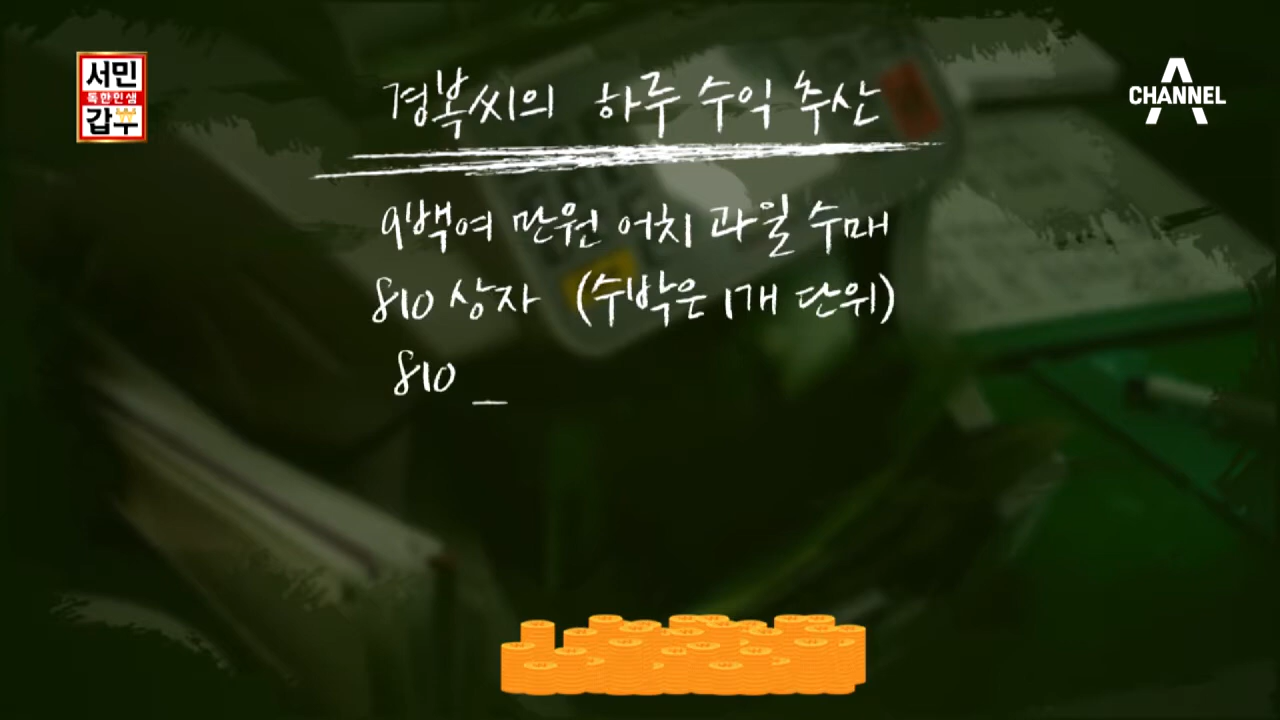 서민
독한인생
갑부
CHANNEL A
경복씨의 하루 수익 추산
9백여 만원 어치 과일 수매
810 상자 (수박은 1개 단위)
810 _